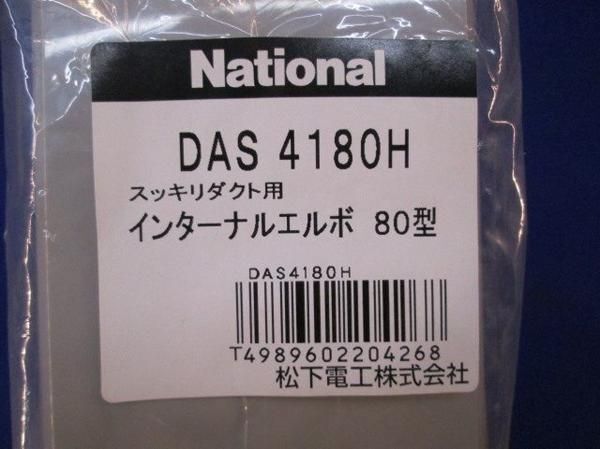 National
DAS 4180H
スッキリダクト用
インターナルエルボ 80型
DAS4180H
T4989602204268
松下電工株式会社